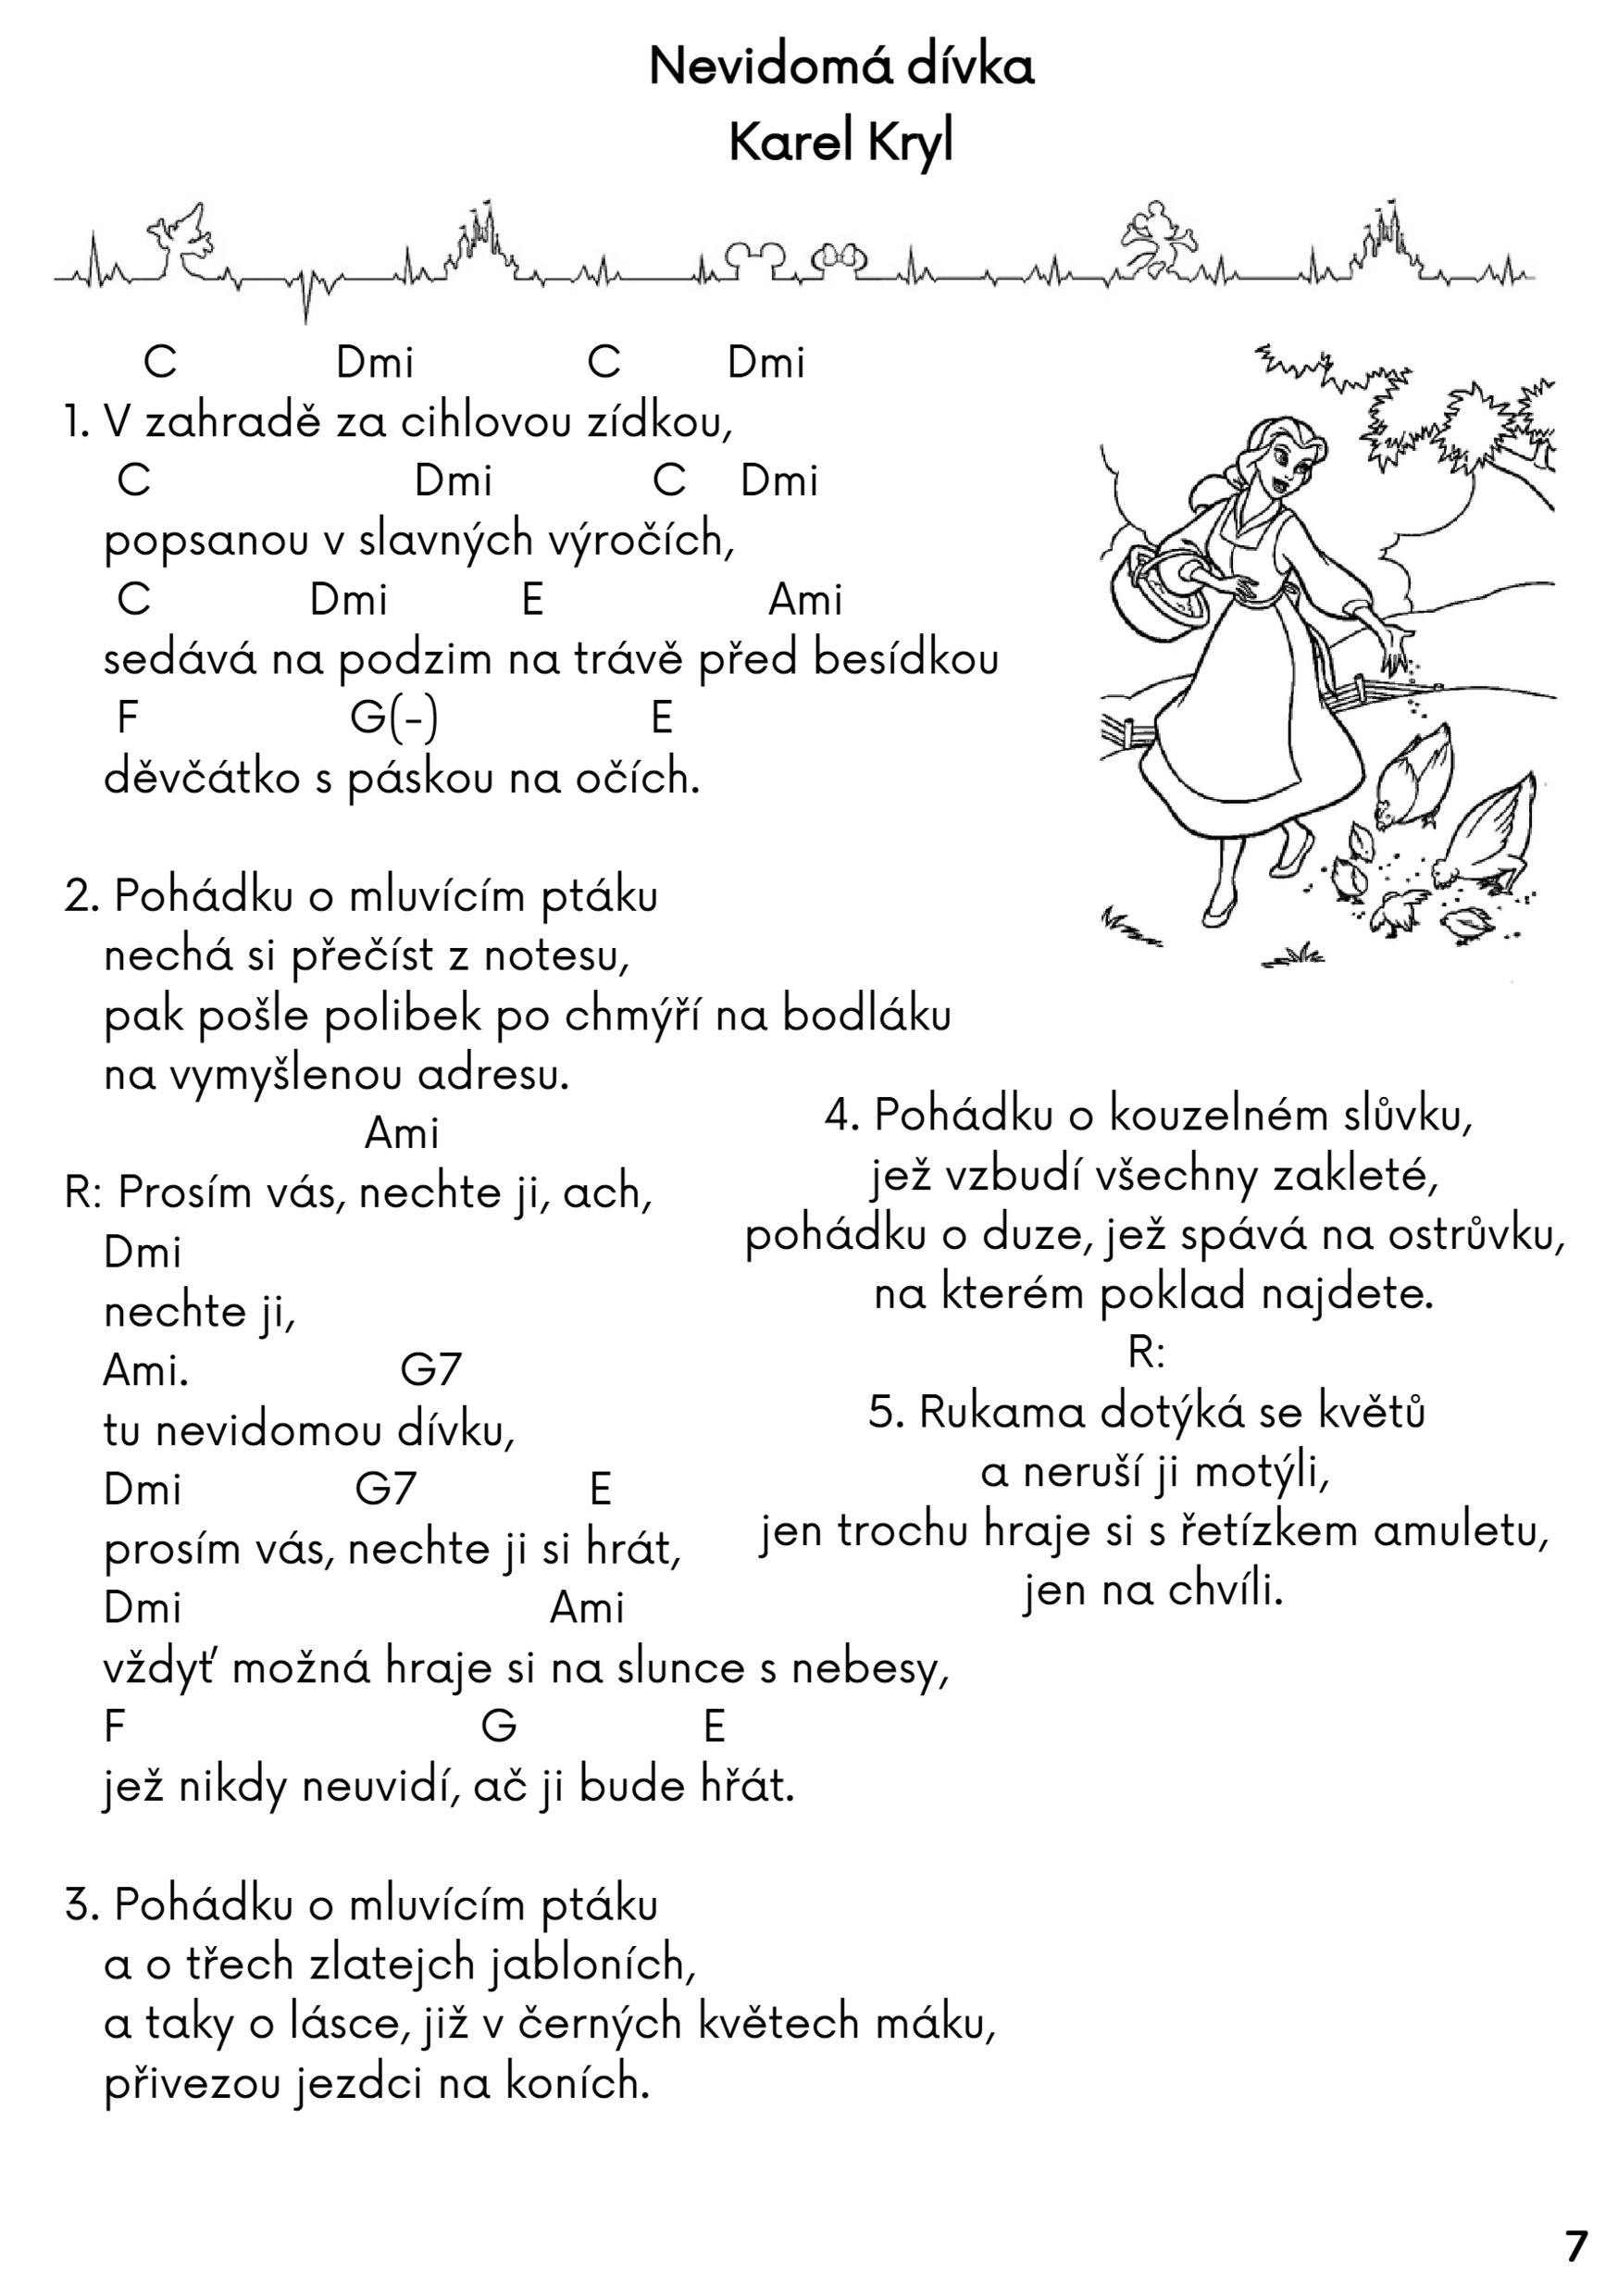 Nevidomá dívka
Karel Kryl
C Dmi C Dmi
1. V zahradě za cihlovou zídkou,
C Dmi C Dmi
popsanou v slavných výročích,
C Dmi E Ami
sedává na podzim na trávě před besídkou
F G(-) E
děvčátko s páskou na očích.
2. Pohádku o mluvícím ptáku
nechá si přečíst z notesu,
pak pošle polibek po chmýří na bodláku
na vymyšlenou adresu.
Ami
R: Prosím vás, nechte ji, ach,
Dmi
nechte ji,
Ami. G7
tu nevidomou dívku,
Dmi G7 E
prosím vás, nechte ji si hrát,
Dmi Ami
vždyť možná hraje si na slunce s nebesy,
F G E
jež nikdy neuvidí, ač ji bude hřát.
3. Pohádku o mluvícím ptáku
a o třech zlatejch jabloních,
a taky o lásce, již v černých květech máku,
přivezou jezdci na koních.
4. Pohádku o kouzelném slůvku,
jež vzbudí všechny zakleté,
pohádku o duze, jež spává na ostrůvku,
na kterém poklad najdete.
R:
5. Rukama dotýká se květů
a neruší ji motýli,
jen trochu hraje si s řetízkem amuletu,
jen na chvíli.
7